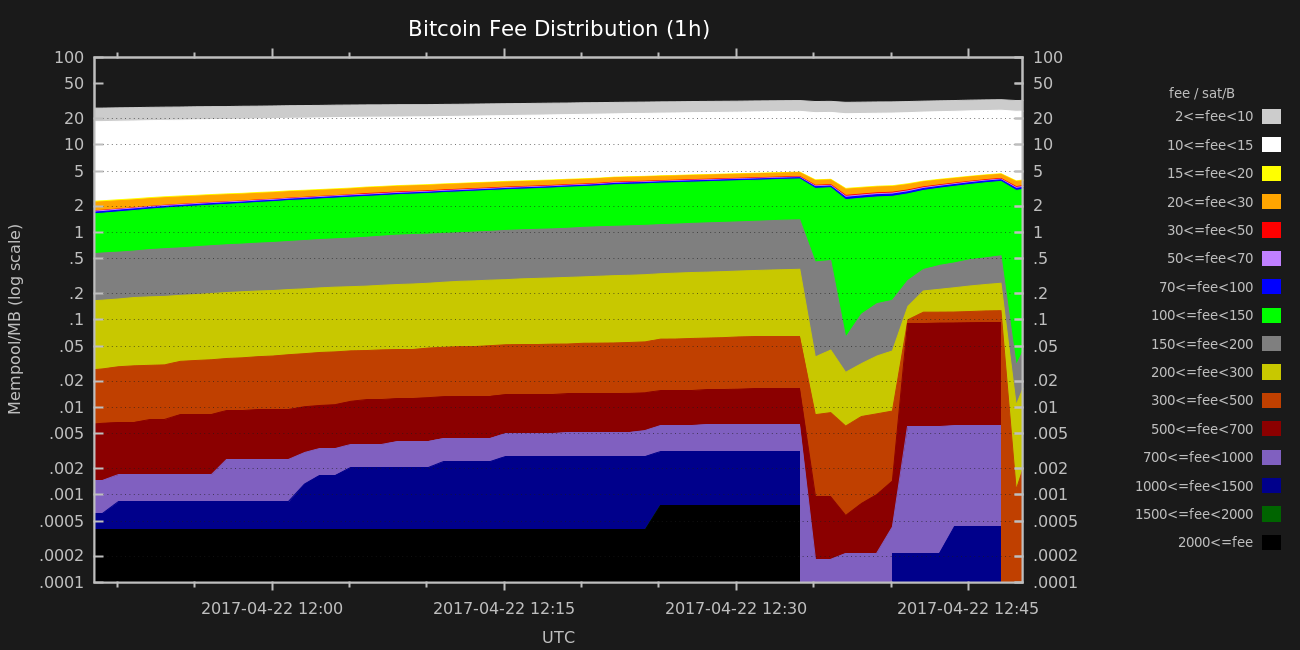 Bitcoin Fee Distribution (1h)
100 100
50 50
fee / sat/B
20 20
2<=fee<10
10 10
10<=fee<15
5 5
15<=fee<20
2 2
20<=fee<30
1 1
30<=fee<50
.5 .5
50<=fee<70
.2 .2
70<=fee<100
.1 .1
100<=fee<150
.05 .05
150<=fee<200
.02 .02
200<=fee<300
.01 .01
300<=fee<500
.005 .005
500<=fee<700
.002 .002
700<=fee<1000
.001 .001
1000<=fee<1500
.0005 .0005
1500<=fee<2000
.0002 .0002
2000<=fee
.0001 .0001
Mempool/MB (log scale)
2017-04-22 12:00 2017-04-22 12:15 2017-04-22 12:30 2017-04-22 12:45
UTC